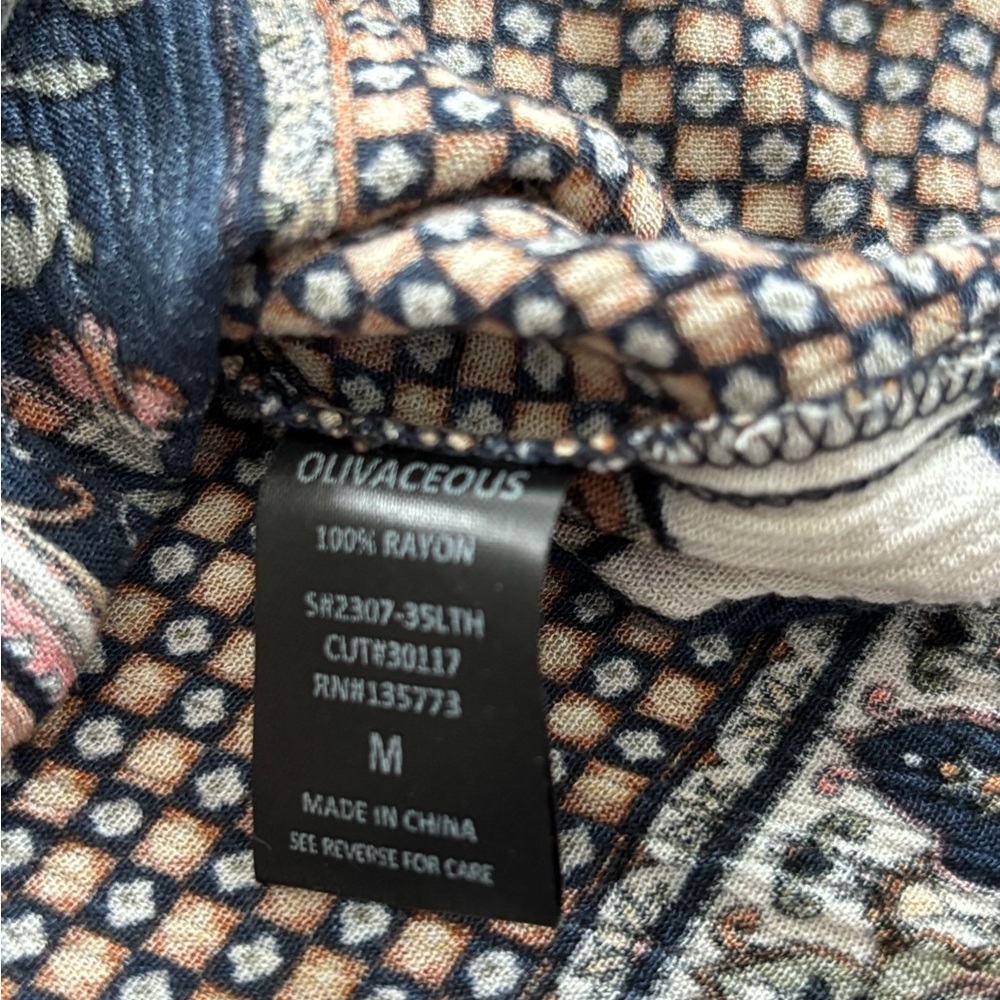 OLIVACEOUS
100% RAYON
S#2307-35LTH
CUT#30117
RN#135773
M
MADE IN CHINA
SEE REVERSE FOR CARE